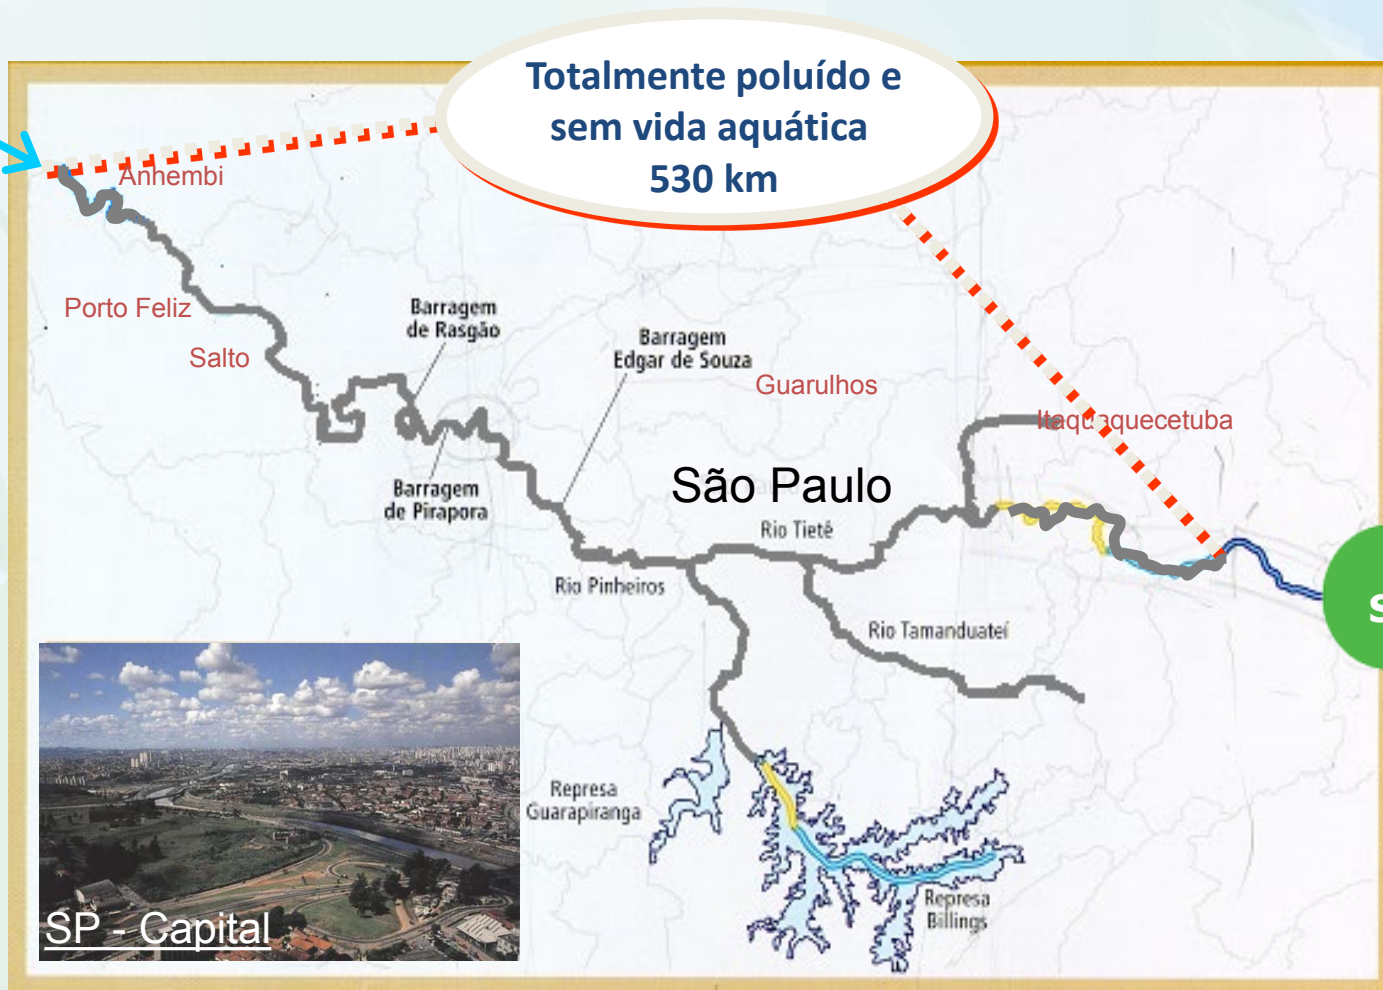 Totalmente poluído e
sem vida aquática
530 km
Anhembi
Porto Feliz
Salto
Barragem
de Rasgão
Barragem
Edgar de Souza
Guarulhos
Itaquaquecetuba
São Paulo
Barragem
de Pirapora
Rio Tietê
Rio Pinheiros
Rio Tamanduateí
s
Represa
Guarapiranga
Represa
Billings
SP - Capital